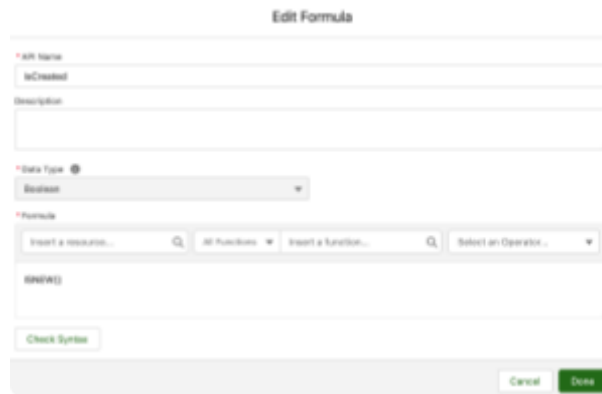 Edit Formula
* API Name
IsCreated
Description
* Data Type
Boolean
* Formula
Insert a resource...
All Functions
Insert a function...
Select an Operator...
ISNEW()
Check Syntax
Cancel
Done